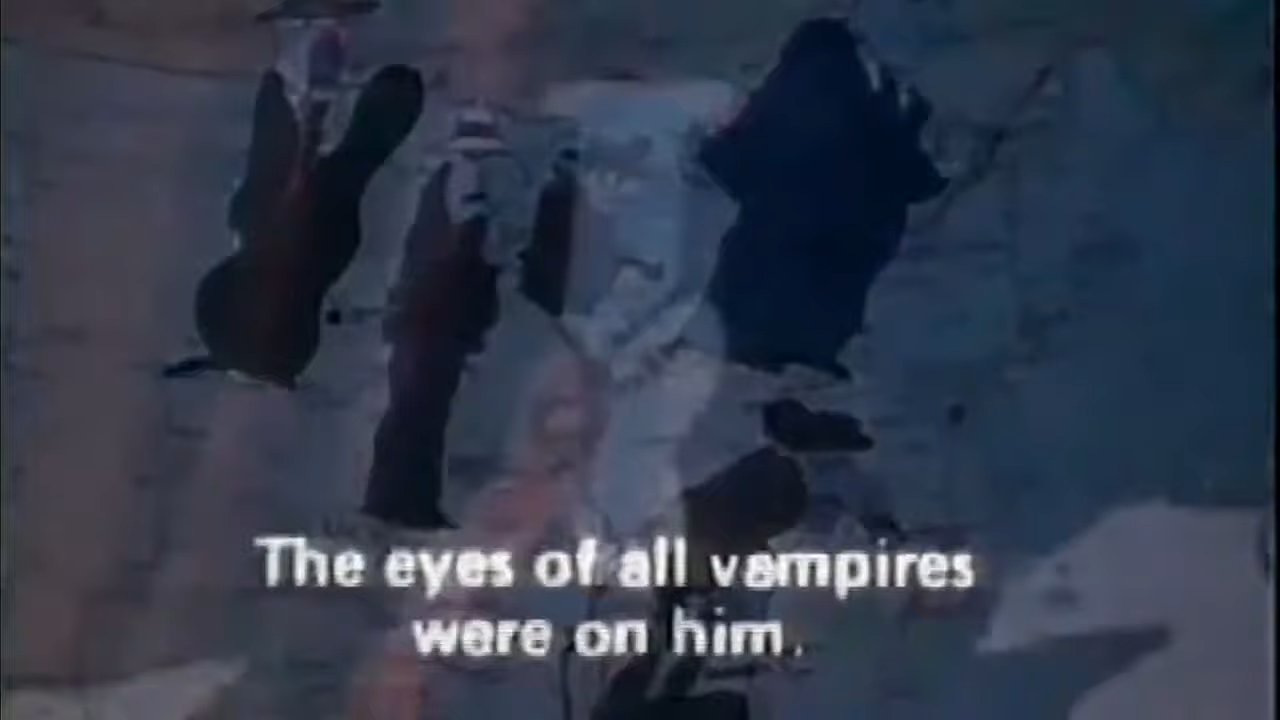 The eyes of all vampires
were on him.